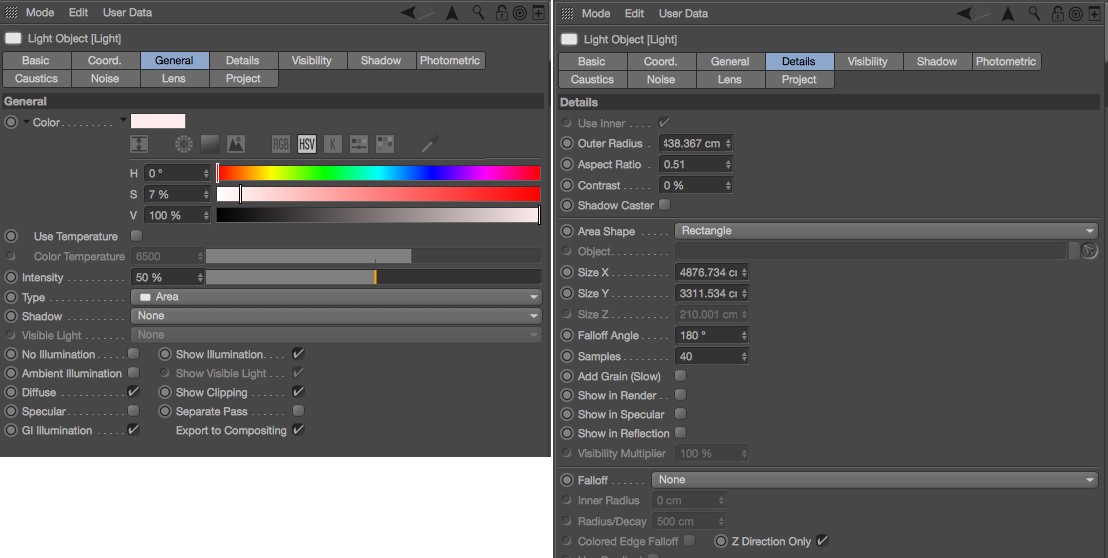 Mode Edit User Data
Light Object [Light]
Basic Coord. General Details Visibility Shadow Photometric
Caustics Noise Lens Project
General
Color
RGB HSV K
H 0 °
S 7 %
V 100 %
Use Temperature
Color Temperature 6500
Intensity 50 %
Type Area
Shadow None
Visible Light None
No Illumination Show Illumination
Ambient Illumination Show Visible Light
Diffuse Show Clipping
Specular Separate Pass
GI Illumination Export to Compositing
Mode Edit User Data
Light Object [Light]
Basic Coord. General Details Visibility Shadow Photometric
Caustics Noise Lens Project
Details
Use Inner
Outer Radius 438.367 cm
Aspect Ratio 0.51
Contrast 0 %
Shadow Caster
Area Shape Rectangle
Object
Size X 4876.734 c
Size Y 3311.534 c
Size Z 210.001 cm
Falloff Angle 180 °
Samples 40
Add Grain (Slow)
Show in Render
Show in Specular
Show in Reflection
Visibility Multiplier 100 %
Falloff None
Inner Radius 0 cm
Radius/Decay 500 cm
Colored Edge Falloff Z Direction Only